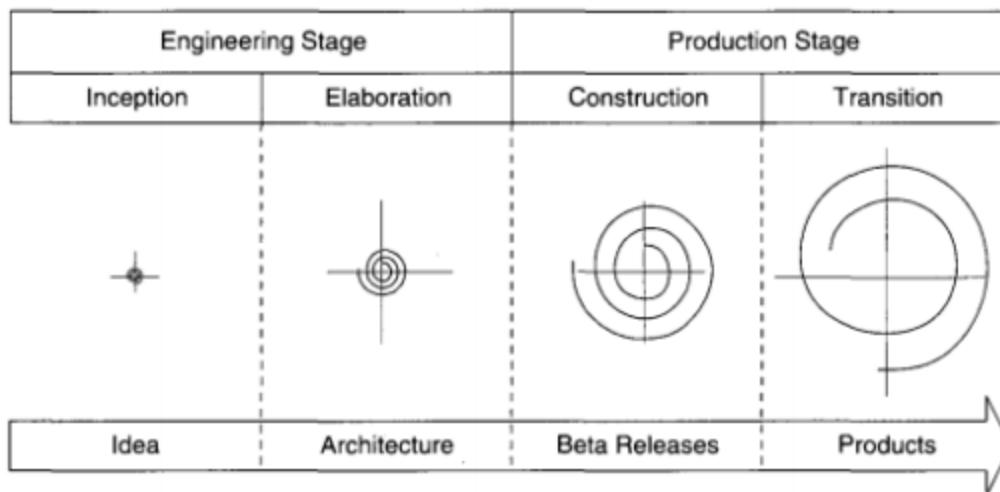 Engineering Stage Production Stage
Inception Elaboration Construction Transition
Idea Architecture Beta Releases Products